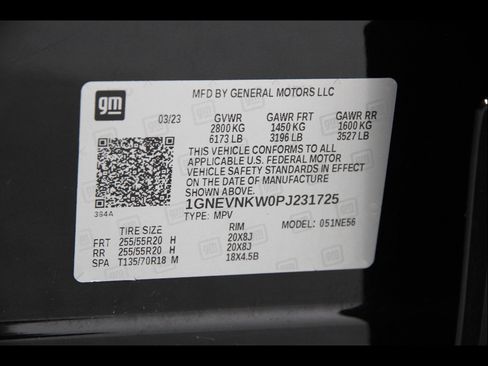 gm
MFD BY GENERAL MOTORS LLC
03/23 GVWR GAWR FRT GAWR RR
2800 KG 1450 KG 1600 KG
6173 LB 3196 LB 3527 LB
THIS VEHICLE CONFORMS TO ALL
APPLICABLE U.S. FEDERAL MOTOR
VEHICLE SAFETY STANDARDS IN EFFECT
ON THE DATE OF MANUFACTURE
SHOWN ABOVE.
384A
1GNEVNKW0PJ231725
TYPE: MPV MODEL: 051NE56
TIRE SIZE RIM
FRT 255/55R20 H 20X8J
RR 255/55R20 H 20X8J
SPA T135/70R18 M 18X4.5B